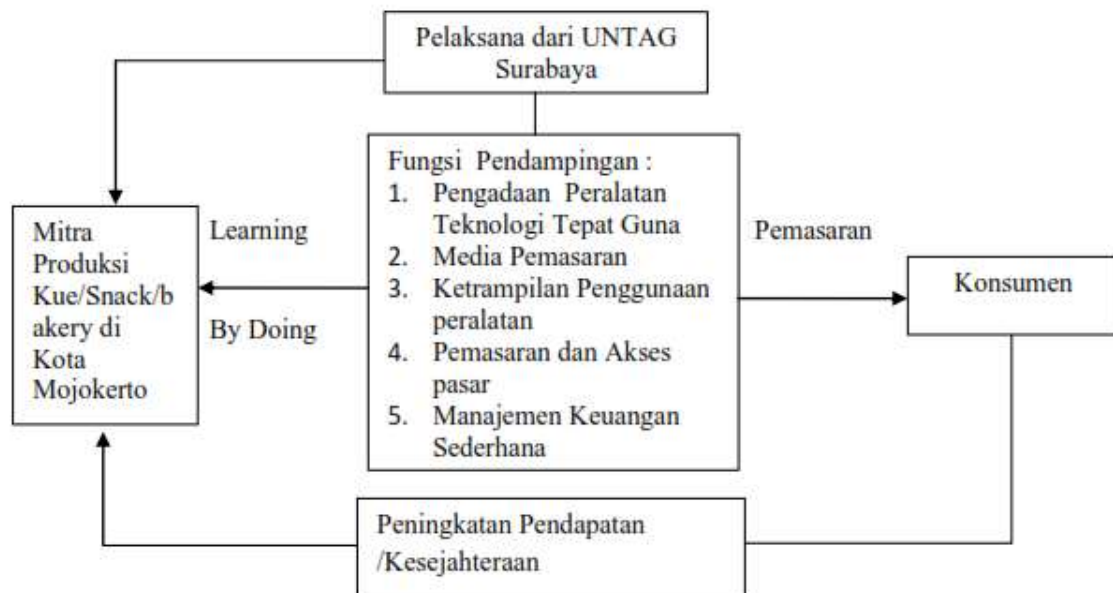 Pelaksana dari UNTAG
Surabaya
Fungsi Pendampingan :
1. Pengadaan Peralatan
Teknologi Tepat Guna
2. Media Pemasaran
3. Ketrampilan Penggunaan
peralatan
4. Pemasaran dan Akses
pasar
5. Manajemen Keuangan
Sederhana
Mitra
Produksi
Kue/Snack/b
akery di
Kota
Mojokerto
Learning
By Doing
Pemasaran
Konsumen
Peningkatan Pendapatan
/Kesejahteraan